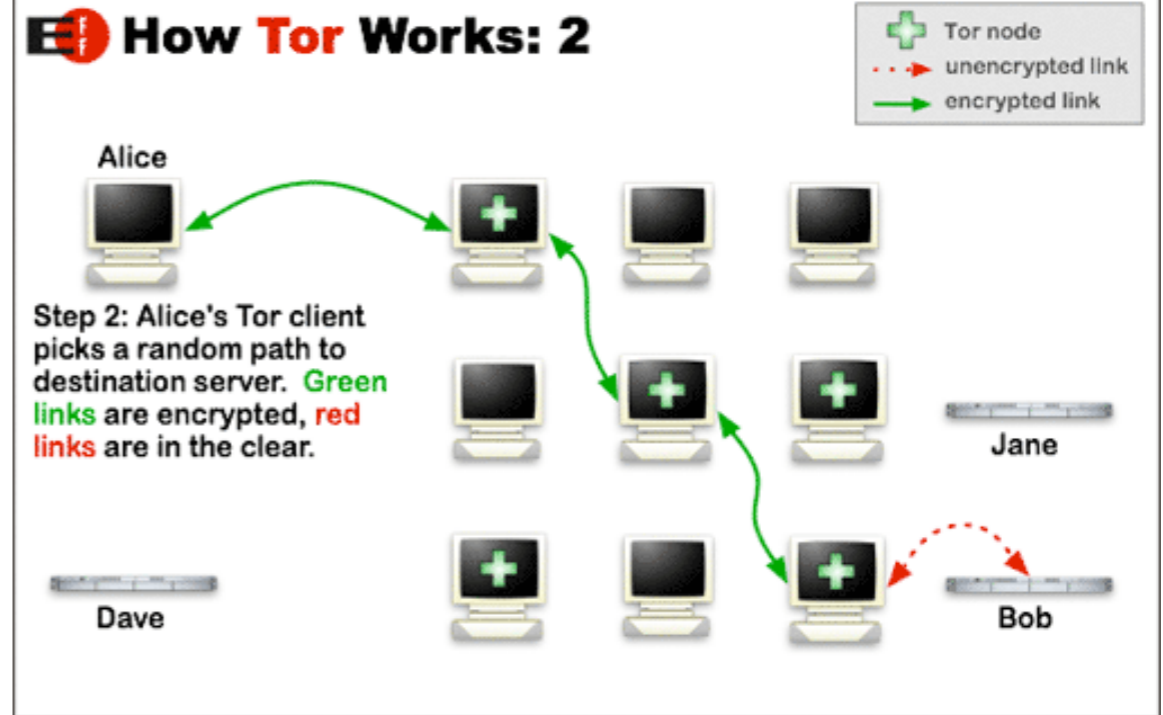 EFF How Tor Works: 2
Tor node
unencrypted link
encrypted link
Alice
Step 2: Alice's Tor client
picks a random path to
destination server. Green
links are encrypted, red
links are in the clear.
Jane
Dave
Bob